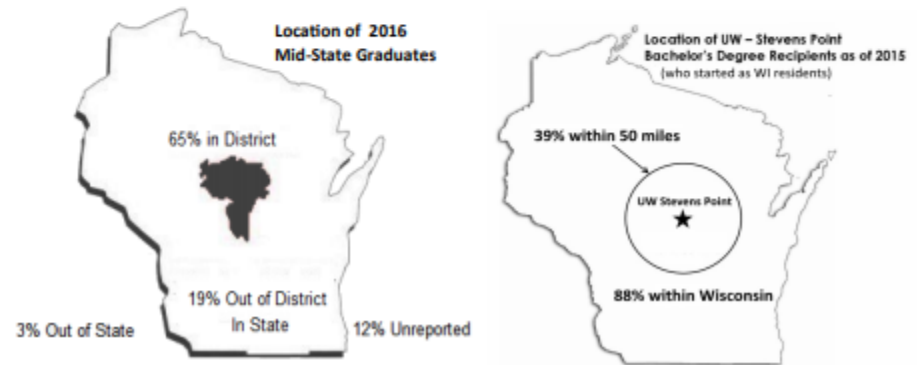 Location of 2016
Mid-State Graduates
65% in District
19% Out of District
In State
3% Out of State
12% Unreported
Location of UW – Stevens Point
Bachelor's Degree Recipients as of 2015
(who started as WI residents)
39% within 50 miles
UW Stevens Point
88% within Wisconsin